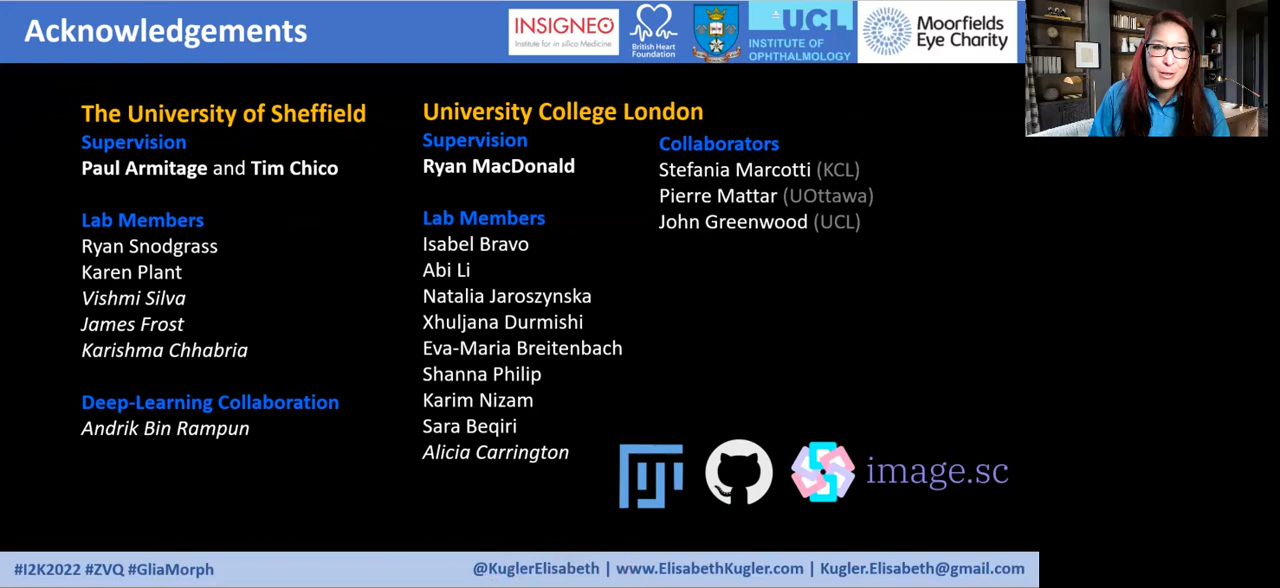 Acknowledgements
INSIGNEO
Institute for in silico Medicine
British Heart
Foundation
UCL
INSTITUTE OF
OPHTHALMOLOGY
Moorfields
Eye Charity
The University of Sheffield
Supervision
Paul Armitage and Tim Chico
Lab Members
Ryan Snodgrass
Karen Plant
Vishmi Silva
James Frost
Karishma Chhabria
Deep-Learning Collaboration
Andrik Bin Rampun
University College London
Supervision
Ryan MacDonald
Lab Members
Isabel Bravo
Abi Li
Natalia Jaroszynska
Xhuljana Durmishi
Eva-Maria Breitenbach
Shanna Philip
Karim Nizam
Sara Beqiri
Alicia Carrington
Collaborators
Stefania Marcotti (KCL)
Pierre Mattar (UOttawa)
John Greenwood (UCL)
image.sc
#I2K2022 #ZVQ #GliaMorph
@KuglerElisabeth | www.ElisabethKugler.com | Kugler.Elisabeth@gmail.com